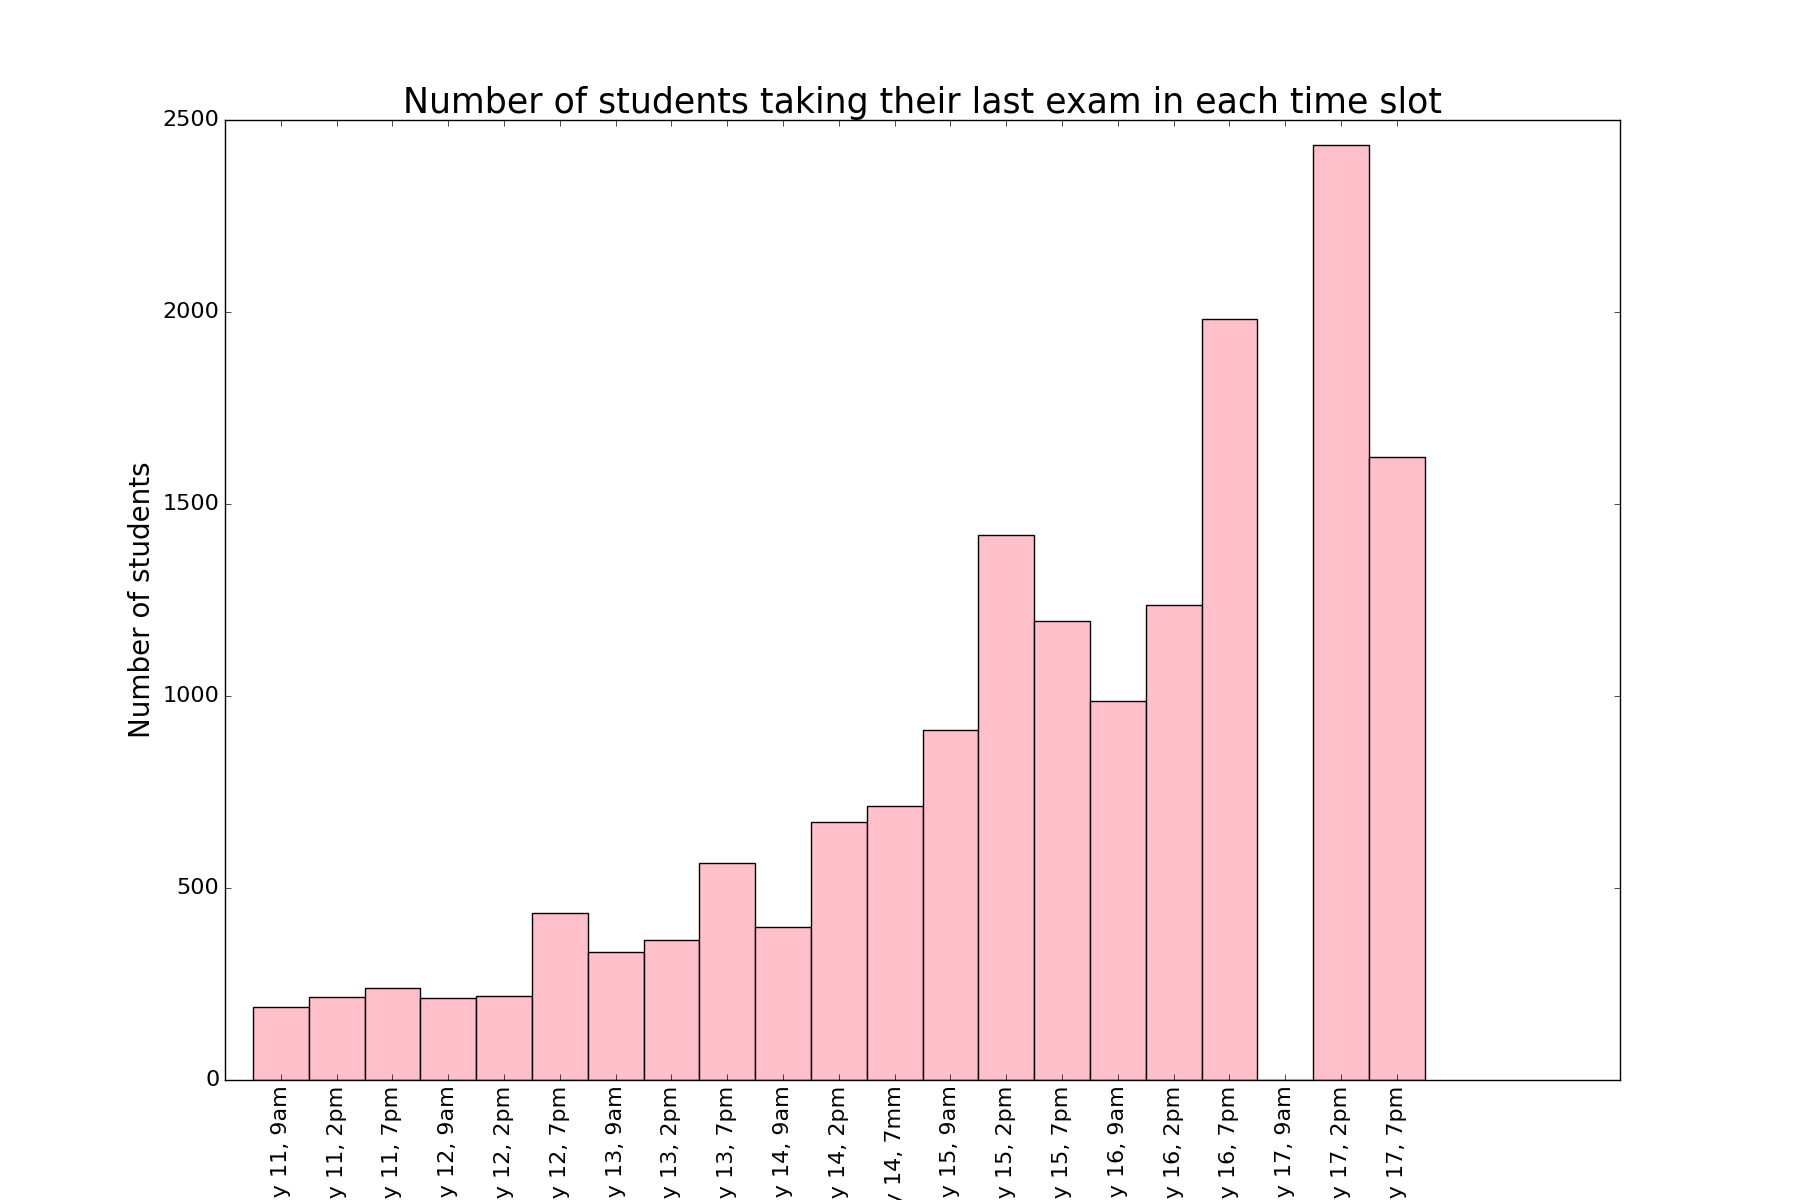 Number of students taking their last exam in each time slot
Number of students
2500
2000
1500
1000
500
0
y 11, 9am
y 11, 2pm
y 11, 7pm
y 12, 9am
y 12, 2pm
y 12, 7pm
y 13, 9am
y 13, 2pm
y 13, 7pm
y 14, 9am
y 14, 2pm
y 14, 7mm
y 15, 9am
y 15, 2pm
y 15, 7pm
y 16, 9am
y 16, 2pm
y 16, 7pm
y 17, 9am
y 17, 2pm
y 17, 7pm